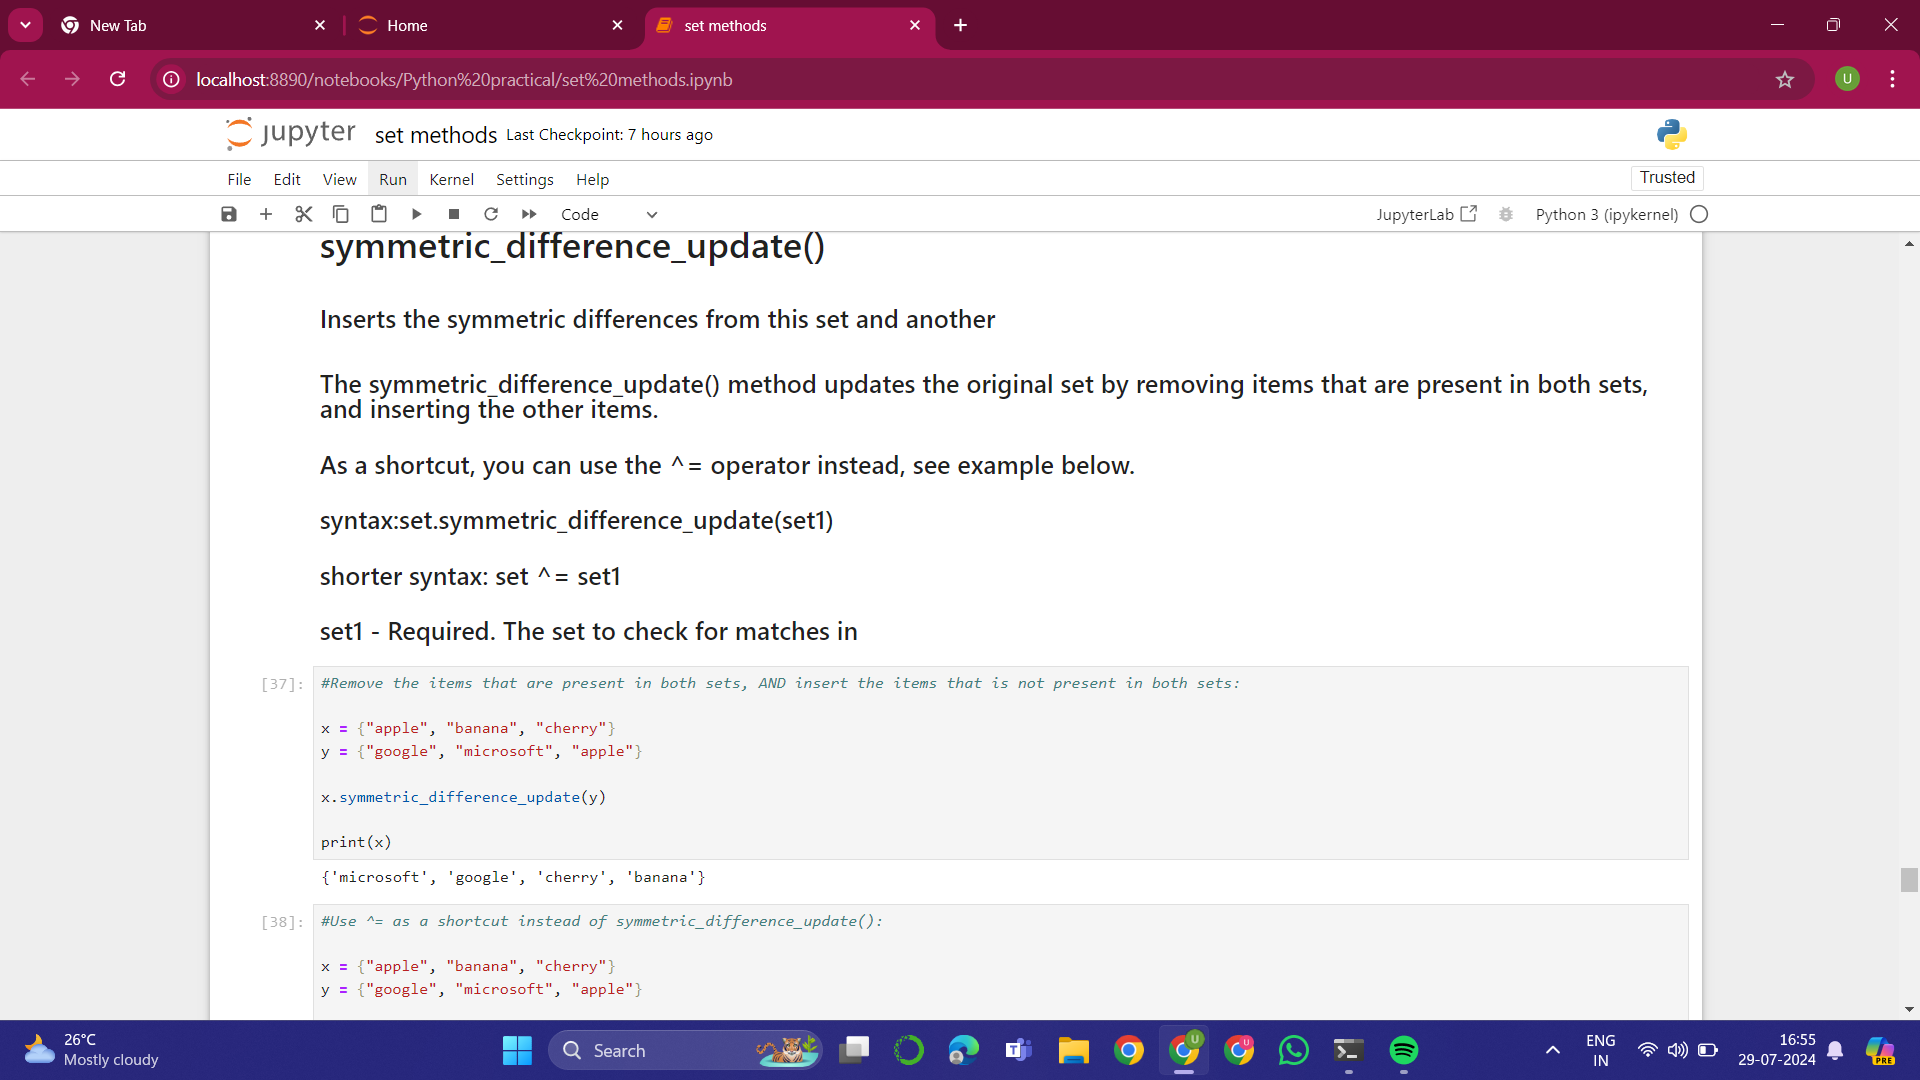 New Tab
Home
set methods
localhost:8890/notebooks/Python%20practical/set%20methods.ipynb
U
jupyter set methods Last Checkpoint: 7 hours ago
File Edit View Run Kernel Settings Help
Trusted
Code
JupyterLab
Python 3 (ipykernel)
symmetric_difference_update()
Inserts the symmetric differences from this set and another
The symmetric_difference_update() method updates the original set by removing items that are present in both sets,
and inserting the other items.
As a shortcut, you can use the ^= operator instead, see example below.
syntax:set.symmetric_difference_update(set1)
shorter syntax: set ^= set1
set1 - Required. The set to check for matches in
[37]:
#Remove the items that are present in both sets, AND insert the items that is not present in both sets:
x = {"apple", "banana", "cherry"}
y = {"google", "microsoft", "apple"}
x.symmetric_difference_update(y)
print(x)
{'microsoft', 'google', 'cherry', 'banana'}
[38]:
#Use ^= as a shortcut instead of symmetric_difference_update():
x = {"apple", "banana", "cherry"}
y = {"google", "microsoft", "apple"}
26°C
Mostly cloudy
Search
ENG
IN
16:55
29-07-2024
PRE